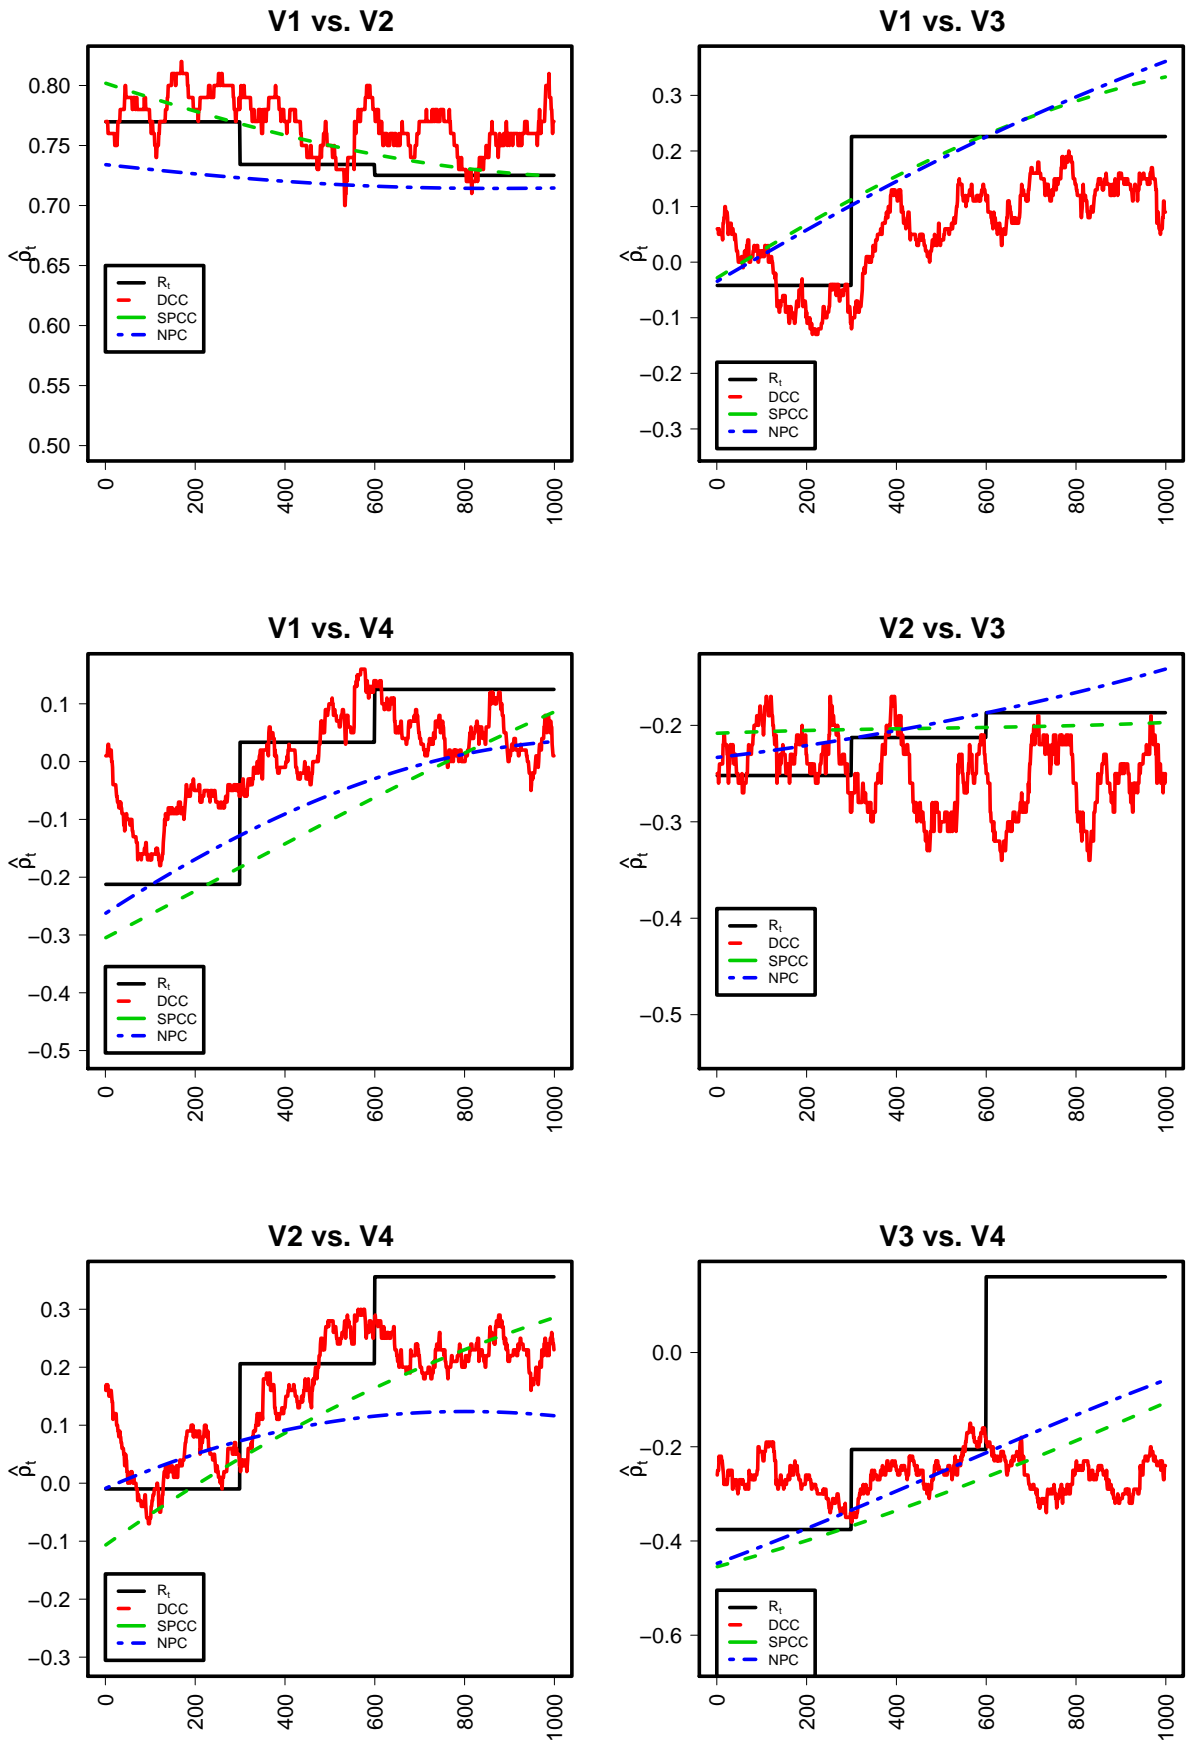 V1 vs. V2
V1 vs. V3
0.80
0.75
0.70
0.65
0.60
0.55
0.50
ρ̂t
Rt
DCC
SPCC
NPC
0
200
400
600
800
1000
0.3
0.2
0.1
0.0
−0.1
−0.2
−0.3
ρ̂t
Rt
DCC
SPCC
NPC
0
200
400
600
800
1000
V1 vs. V4
V2 vs. V3
0.1
0.0
−0.1
−0.2
−0.3
−0.4
−0.5
ρ̂t
Rt
DCC
SPCC
NPC
0
200
400
600
800
1000
−0.2
−0.3
−0.4
−0.5
ρ̂t
Rt
DCC
SPCC
NPC
0
200
400
600
800
1000
V2 vs. V4
V3 vs. V4
0.3
0.2
0.1
0.0
−0.1
−0.2
−0.3
ρ̂t
Rt
DCC
SPCC
NPC
0
200
400
600
800
1000
0.0
−0.2
−0.4
−0.6
ρ̂t
Rt
DCC
SPCC
NPC
0
200
400
600
800
1000